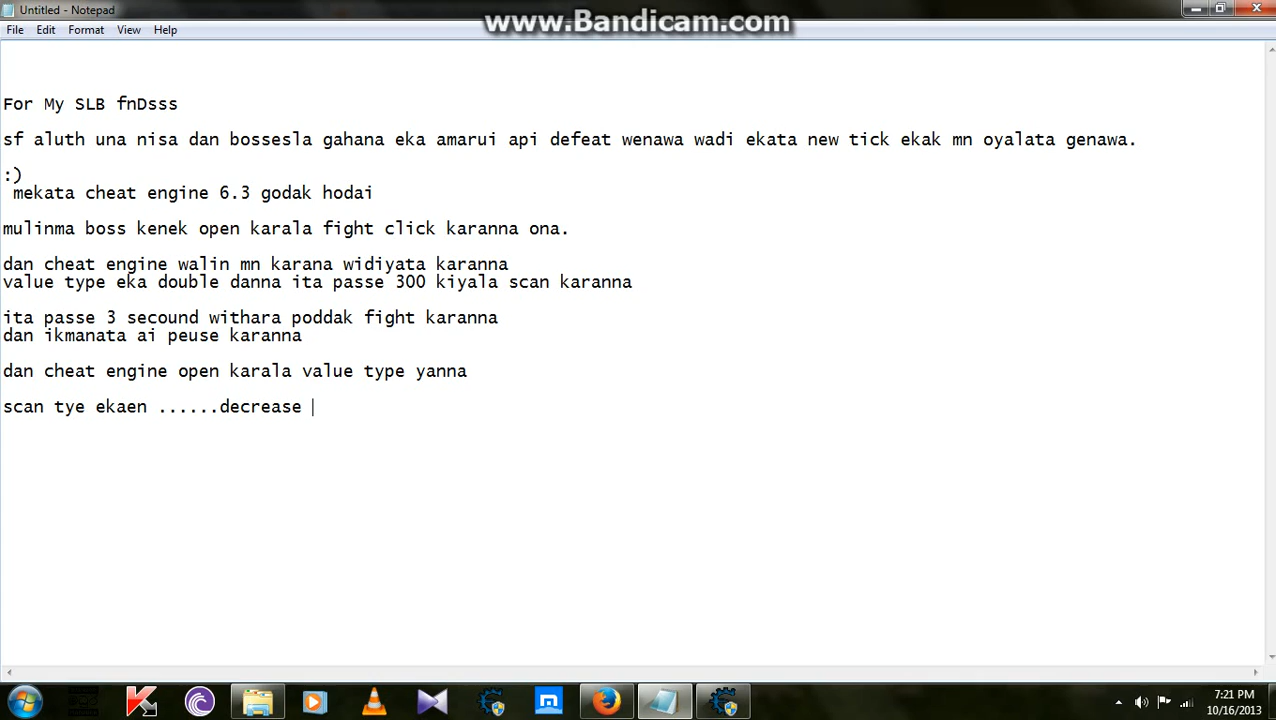 Untitled - Notepad
www.Bandicam.com
File Edit Format View Help
For My SLB fnDsss
sf aluth una nisa dan bossesla gahana eka amarui api defeat wenawa wadi ekata new tick ekak mn oyalata genawa.
:)
mekata cheat engine 6.3 godak hodai
mulinma boss kenek open karala fight click karanna ona.
dan cheat engine walin mn karana widiyata karanna
value type eka double danna ita passe 300 kiyala scan karanna
ita passe 3 secound withara poddak fight karanna
dan ikmanata ai peuse karanna
dan cheat engine open karala value type yanna
scan tye ekaen ......decrease
7:21 PM
10/16/2013